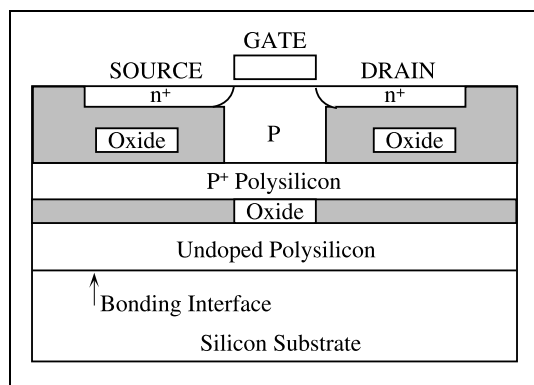 GATE
SOURCE DRAIN
n⁺ n⁺
P
Oxide Oxide
P⁺ Polysilicon
Oxide
Undoped Polysilicon
Bonding Interface
Silicon Substrate